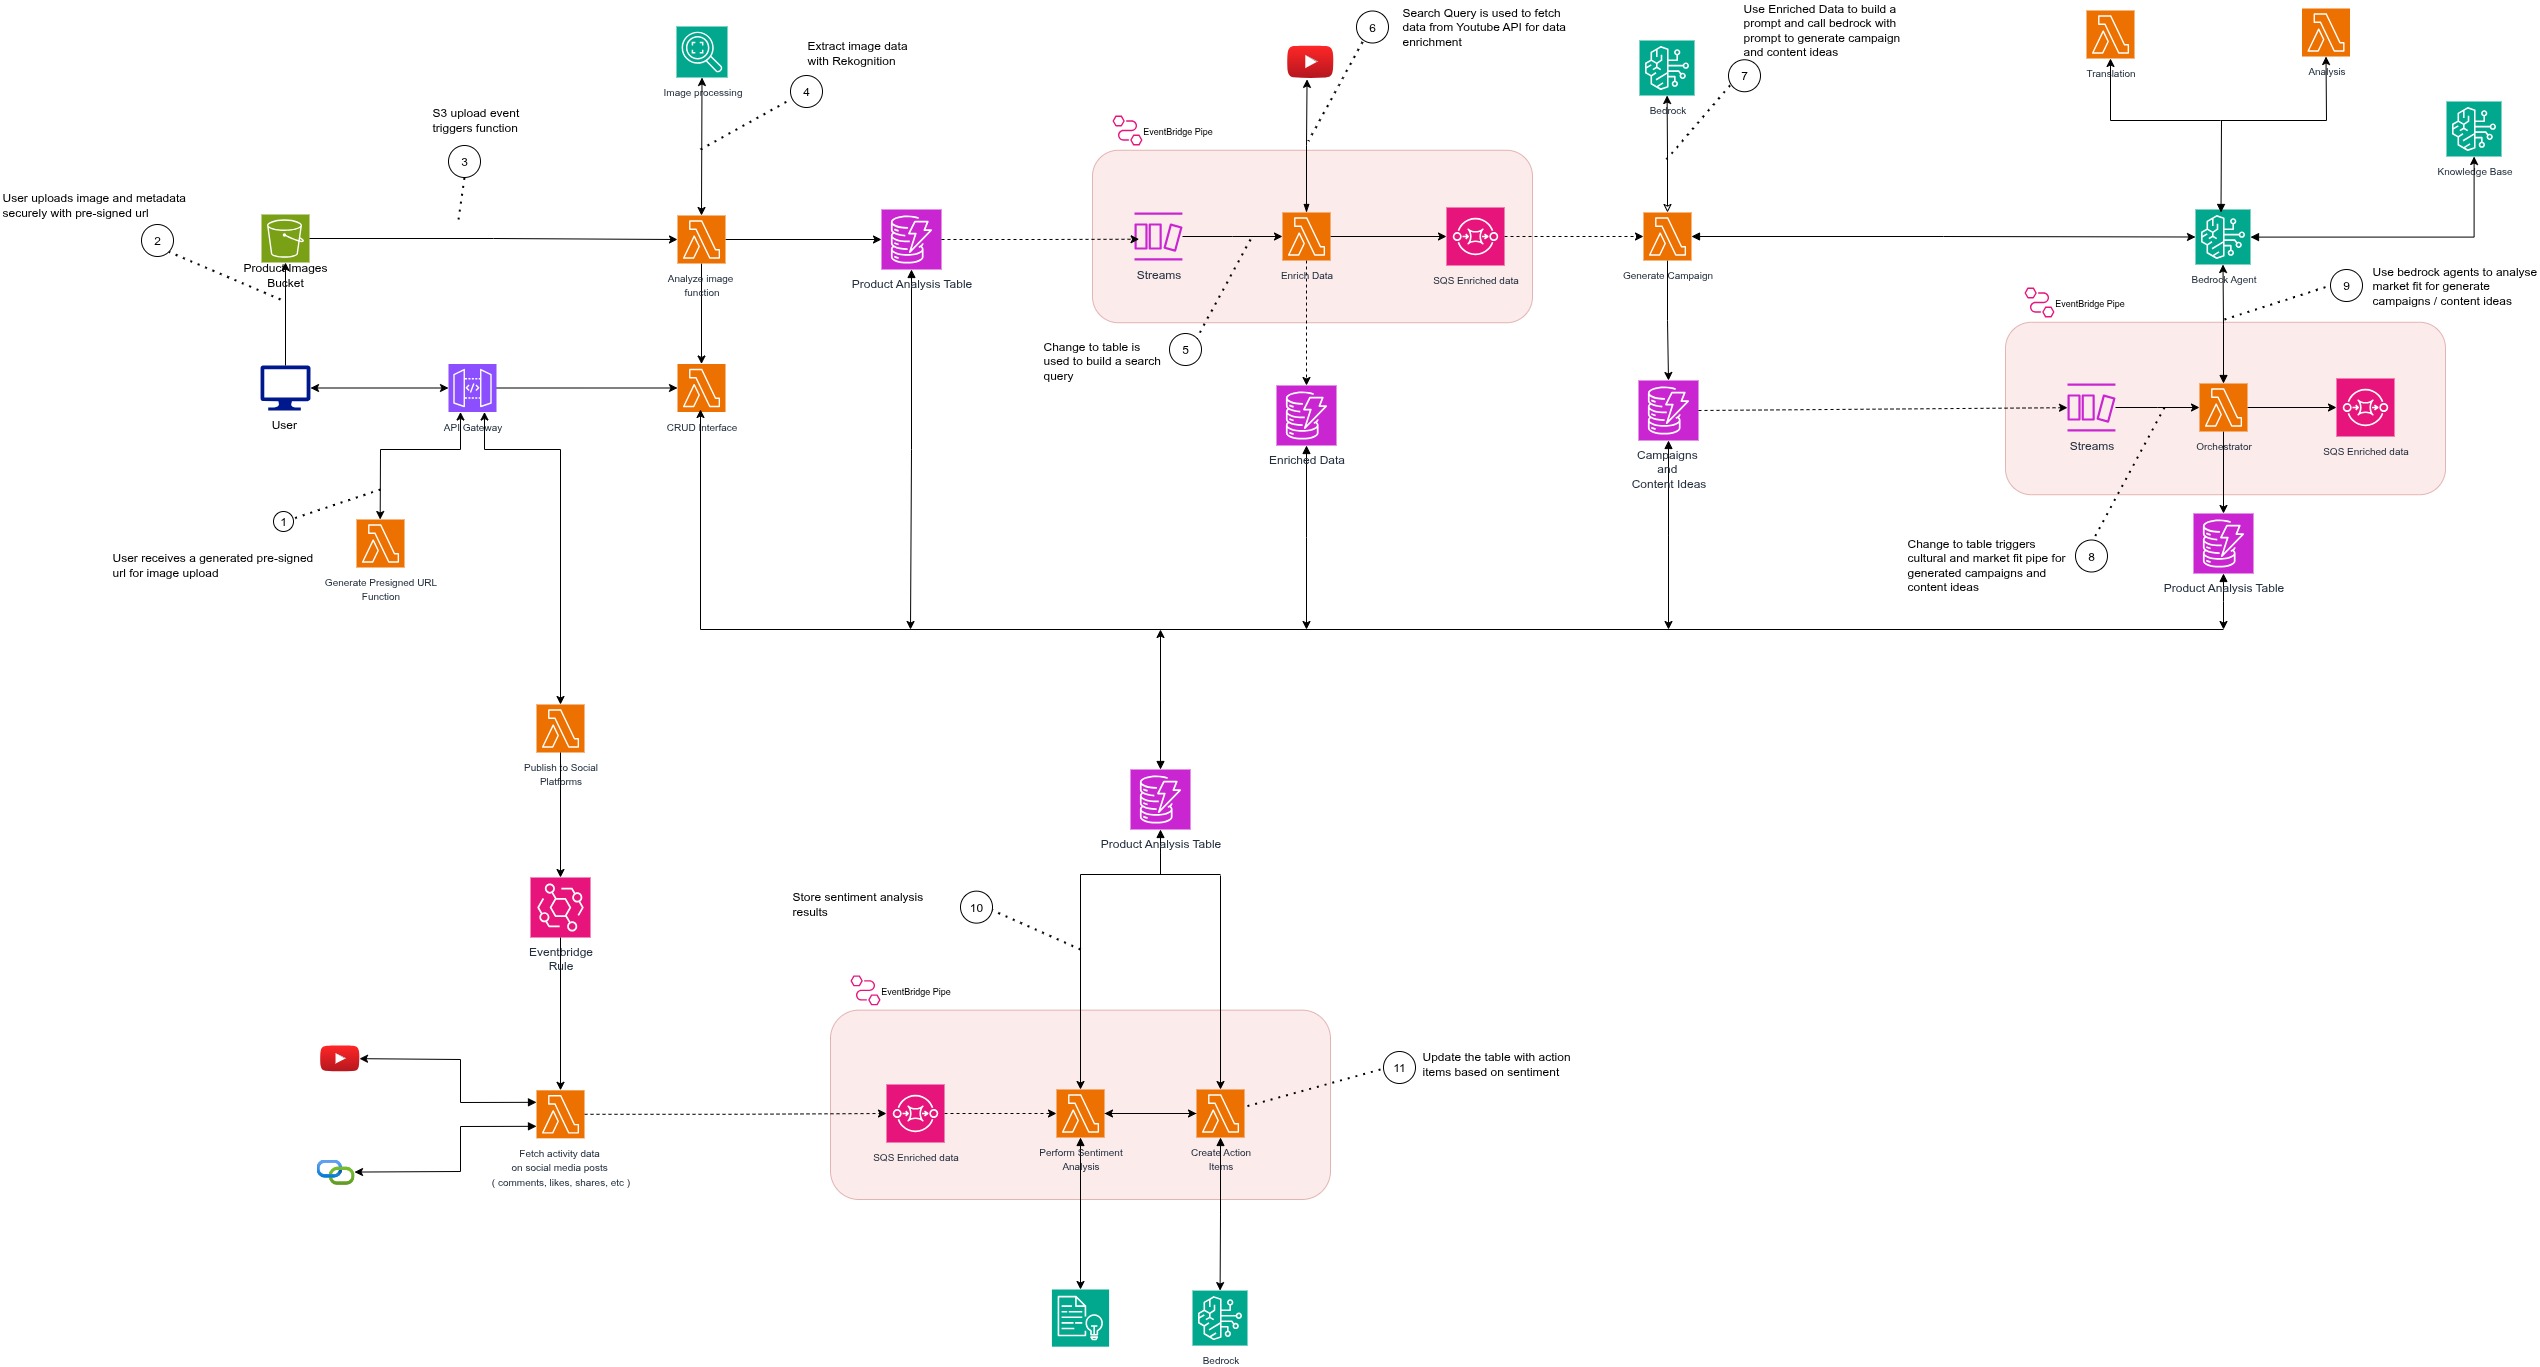 Search Query is used to fetch
data from Youtube API for data
enrichment
6
Use Enriched Data to build a
prompt and call bedrock with
prompt to generate campaign
and content ideas
7
Extract image data
with Rekognition
4
Image processing
Bedrock
Translation
Analysis
S3 upload event
triggers function
3
EventBridge Pipe
Knowledge Base
User uploads image and metadata
securely with pre-signed url
2
Product Images
Bucket
Analyze image
function
Product Analysis Table
Streams
Enrich Data
SQS Enriched data
Generate Campaign
Bedrock Agent
9
Use bedrock agents to analyse
market fit for generate
campaigns / content ideas
EventBridge Pipe
Change to table is
used to build a search
query
5
User
API Gateway
CRUD Interface
Enriched Data
Campaigns
and
Content Ideas
Streams
Orchestrator
SQS Enriched data
1
User receives a generated pre-signed
url for image upload
Generate Presigned URL
Function
Change to table triggers
cultural and market fit pipe for
generated campaigns and
content ideas
8
Product Analysis Table
Publish to Social
Platforms
Product Analysis Table
Store sentiment analysis
results
10
Eventbridge
Rule
EventBridge Pipe
11
Update the table with action
items based on sentiment
Fetch activity data
on social media posts
( comments, likes, shares, etc )
SQS Enriched data
Perform Sentiment
Analysis
Create Action
Items
Bedrock